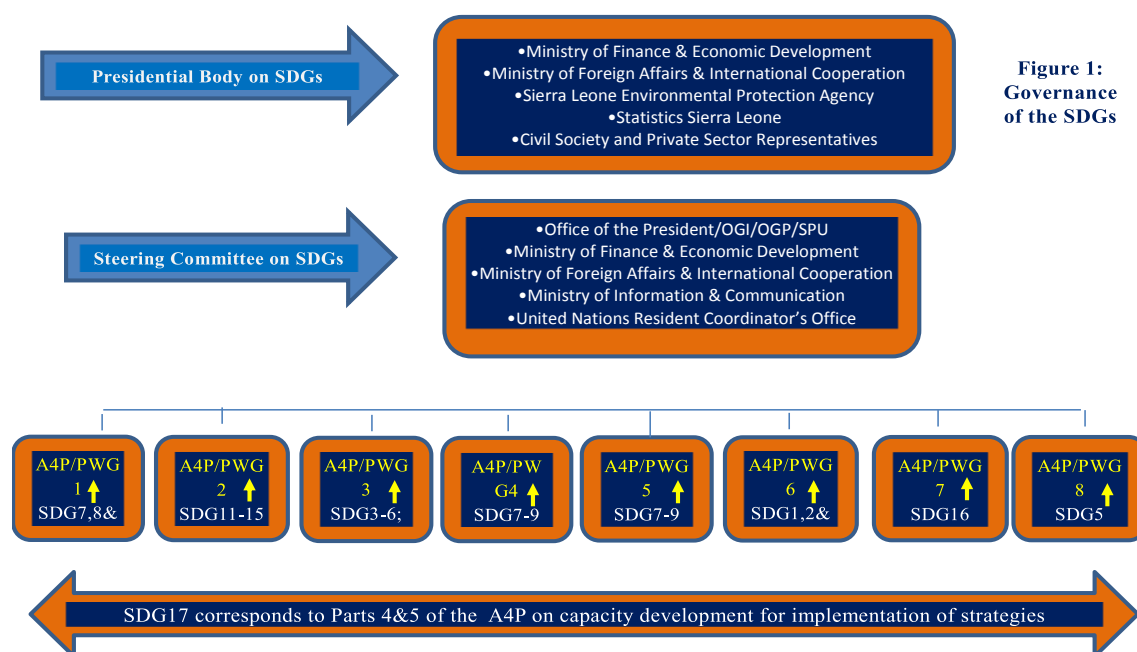 Presidential Body on SDGs
•Ministry of Finance & Economic Development
•Ministry of Foreign Affairs & International Cooperation
•Sierra Leone Environmental Protection Agency
•Statistics Sierra Leone
•Civil Society and Private Sector Representatives
Figure 1:
Governance
of the SDGs
Steering Committee on SDGs
•Office of the President/OGI/OGP/SPU
•Ministry of Finance & Economic Development
•Ministry of Foreign Affairs & International Cooperation
•Ministry of Information & Communication
•United Nations Resident Coordinator’s Office
A4P/PWG
1
SDG7,8&
A4P/PWG
2
SDG11-15
A4P/PWG
3
SDG3-6;
A4P/PW
G4
SDG7-9
A4P/PWG
5
SDG7-9
A4P/PWG
6
SDG1,2&
A4P/PWG
7
SDG16
A4P/PWG
8
SDG5
SDG17 corresponds to Parts 4&5 of the A4P on capacity development for implementation of strategies